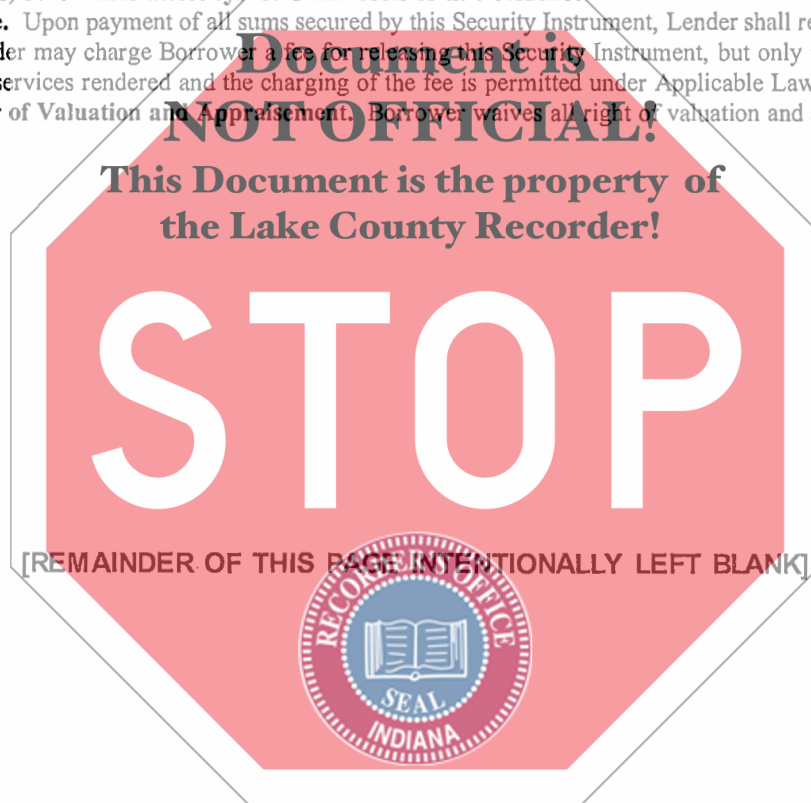 e. Upon payment of all sums secured by this Security Instrument, Lender shall re
der may charge Borrower a fee for releasing this Security Instrument, but only
services rendered and the charging of the fee is permitted under Applicable Law
r of Valuation and Appraisement. Borrower waives all right of valuation and
Document is
NOT OFFICIAL!
This Document is the property of
the Lake County Recorder!
STOP
[REMAINDER OF THIS PAGE INTENTIONALLY LEFT BLANK]
RECORDER'S OFFICE
SEAL
INDIANA